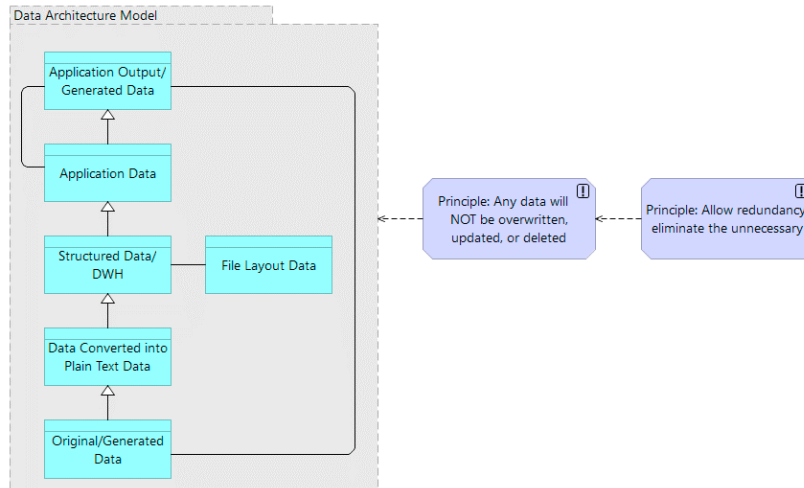 Data Architecture Model
Application Output/
Generated Data
Application Data
Structured Data/
DWH
File Layout Data
Data Converted into
Plain Text Data
Original/Generated
Data
Principle: Any data will
NOT be overwritten,
updated, or deleted
Principle: Allow redundancy,
eliminate the unnecessary